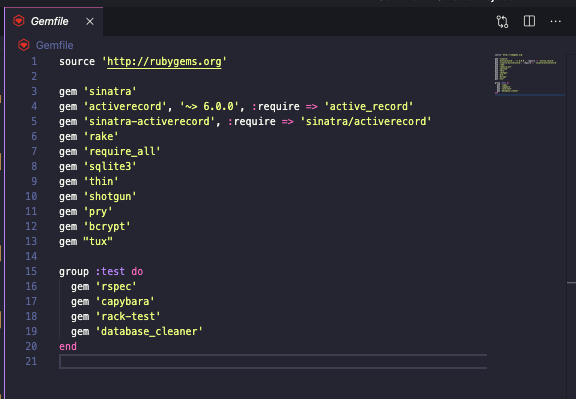 Gemfile
Gemfile
1 source 'http://rubygems.org'
2
3 gem 'sinatra'
4 gem 'activerecord', '~> 6.0.0', :require => 'active_record'
5 gem 'sinatra-activerecord', :require => 'sinatra/activerecord'
6 gem 'rake'
7 gem 'require_all'
8 gem 'sqlite3'
9 gem 'thin'
10 gem 'shotgun'
11 gem 'pry'
12 gem 'bcrypt'
13 gem "tux"
14
15 group :test do
16 gem 'rspec'
17 gem 'capybara'
18 gem 'rack-test'
19 gem 'database_cleaner'
20 end
21